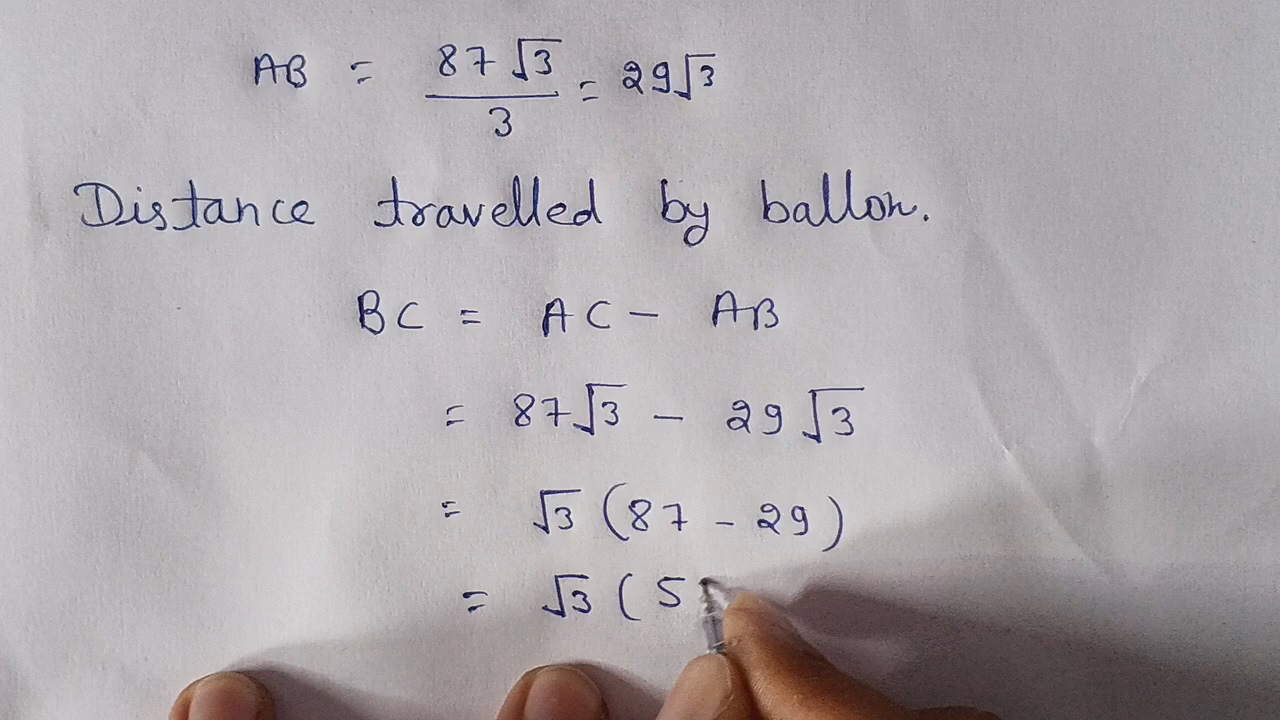 AB = 87√3/3 = 29√3
Distance travelled by ballon.
BC = AC - AB
= 87√3 - 29√3
= √3 (87 - 29)
= √3 ( 5